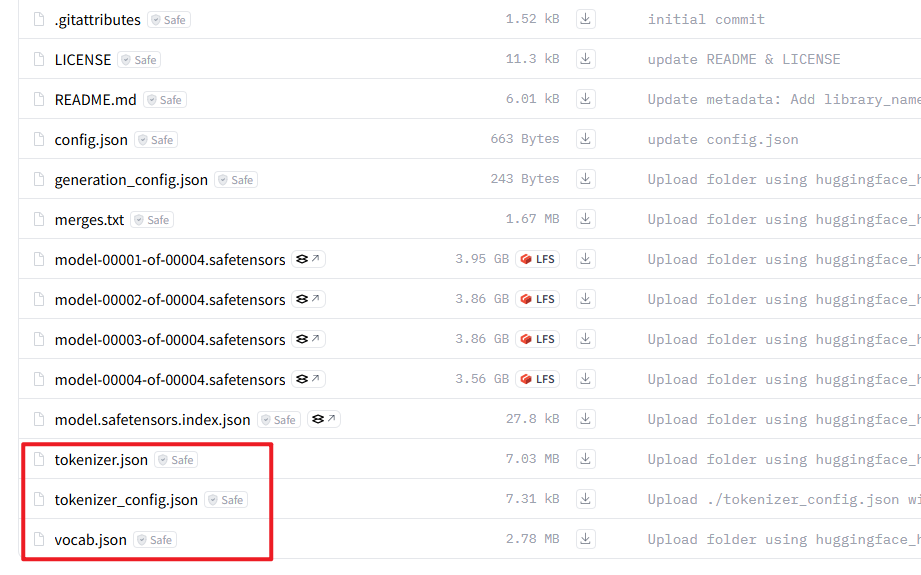 .gitattributes Safe 1.52 kB initial commit
LICENSE Safe 11.3 kB update README & LICENSE
README.md Safe 6.01 kB Update metadata: Add library_name
config.json Safe 663 Bytes update config.json
generation_config.json Safe 243 Bytes Upload folder using huggingface_h
merges.txt Safe 1.67 MB Upload folder using huggingface_h
model-00001-of-00004.safetensors 3.95 GB LFS Upload folder using huggingface_h
model-00002-of-00004.safetensors 3.86 GB LFS Upload folder using huggingface_h
model-00003-of-00004.safetensors 3.86 GB LFS Upload folder using huggingface_h
model-00004-of-00004.safetensors 3.56 GB LFS Upload folder using huggingface_h
model.safetensors.index.json Safe 27.8 kB Upload folder using huggingface_h
tokenizer.json Safe 7.03 MB Upload folder using huggingface_h
tokenizer_config.json Safe 7.31 kB Upload ./tokenizer_config.json wi
vocab.json Safe 2.78 MB Upload folder using huggingface_h